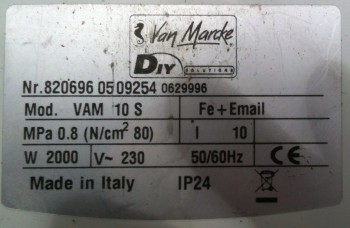 Van Marcke
DIY SOLUTIONS
Nr. 820696 05 09254 0629996
Mod. VAM 10 S Fe+Email
MPa 0.8 (N/cm² 80) l 10
W 2000 V~ 230 50/60Hz CE
Made in Italy IP24